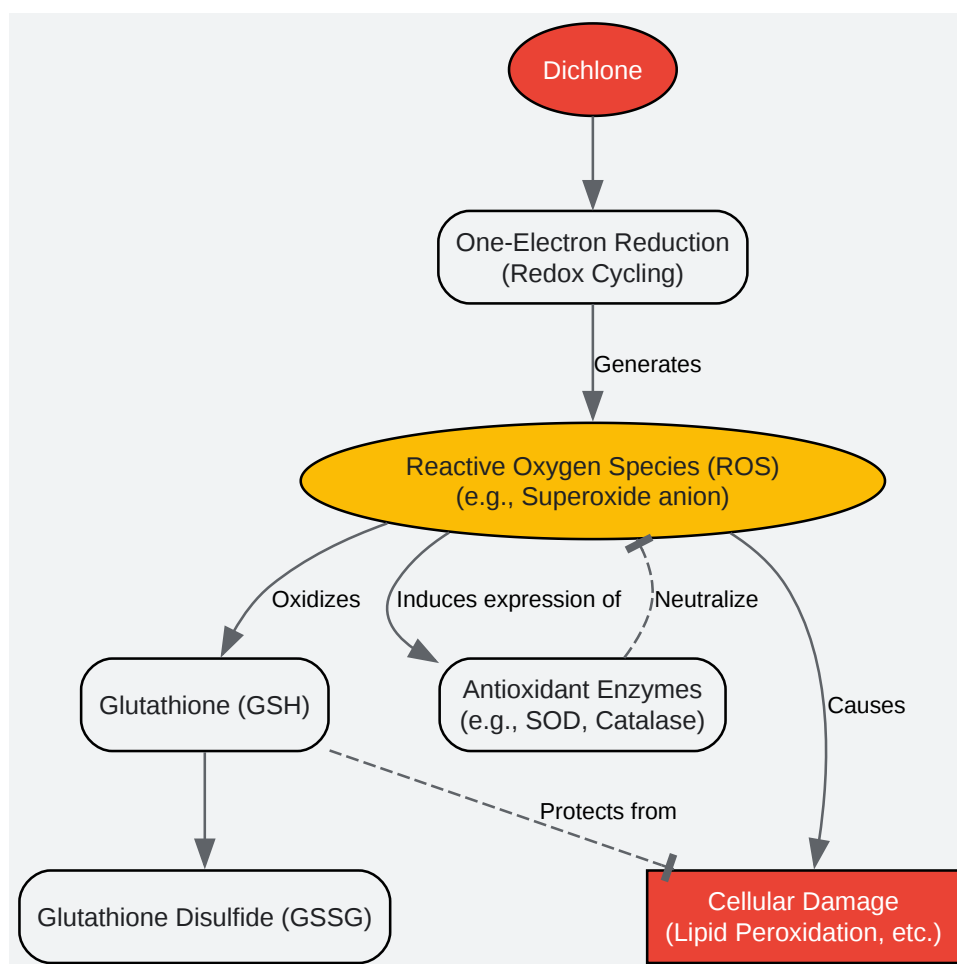 Dichlone
One-Electron Reduction
(Redox Cycling)
Generates
Reactive Oxygen Species (ROS)
(e.g., Superoxide anion)
Oxidizes
Induces expression of
Neutralize
Glutathione (GSH)
Antioxidant Enzymes
(e.g., SOD, Catalase)
Causes
Protects from
Glutathione Disulfide (GSSG)
Cellular Damage
(Lipid Peroxidation, etc.)